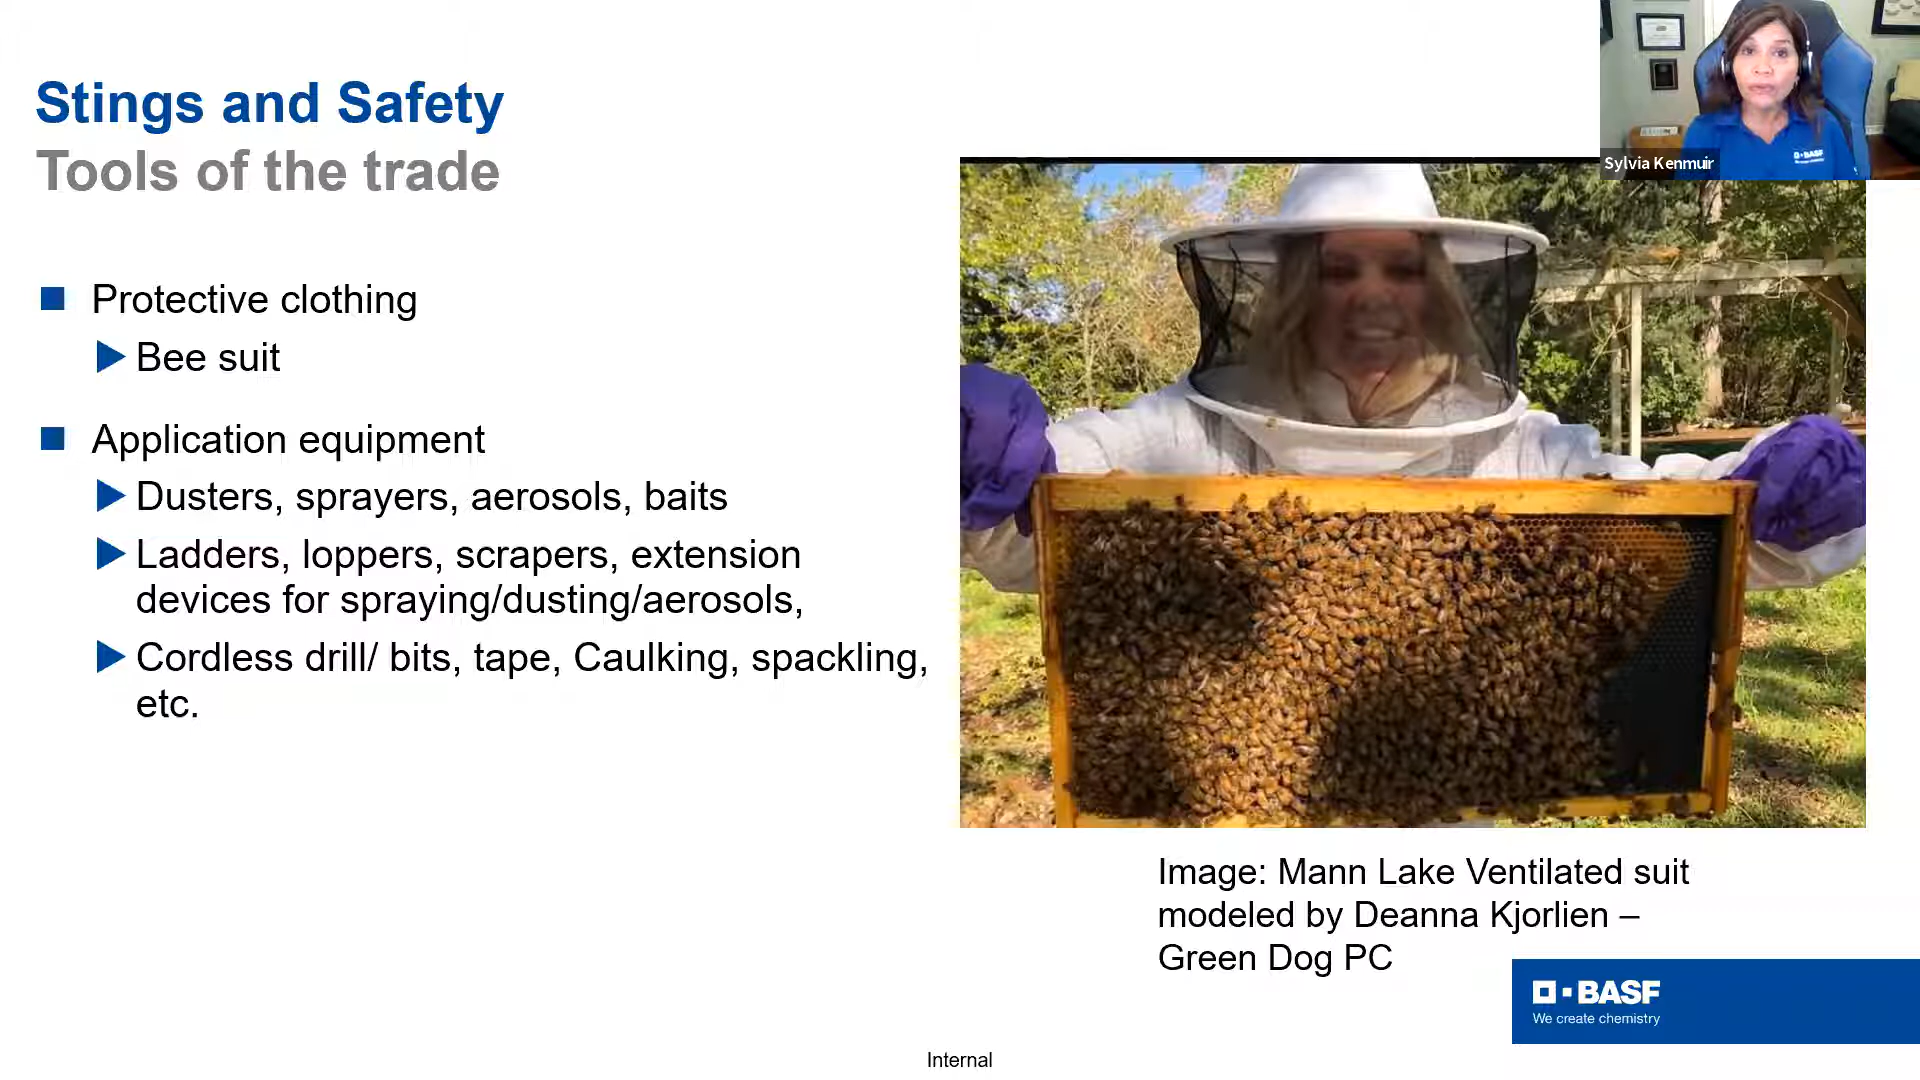 Stings and Safety
Tools of the trade
Sylvia Kenmuir
BASF
Protective clothing
Bee suit
Application equipment
Dusters, sprayers, aerosols, baits
Ladders, loppers, scrapers, extension
devices for spraying/dusting/aerosols,
Cordless drill/ bits, tape, Caulking, spackling,
etc.
Image: Mann Lake Ventilated suit
modeled by Deanna Kjorlien –
Green Dog PC
BASF
We create chemistry
Internal